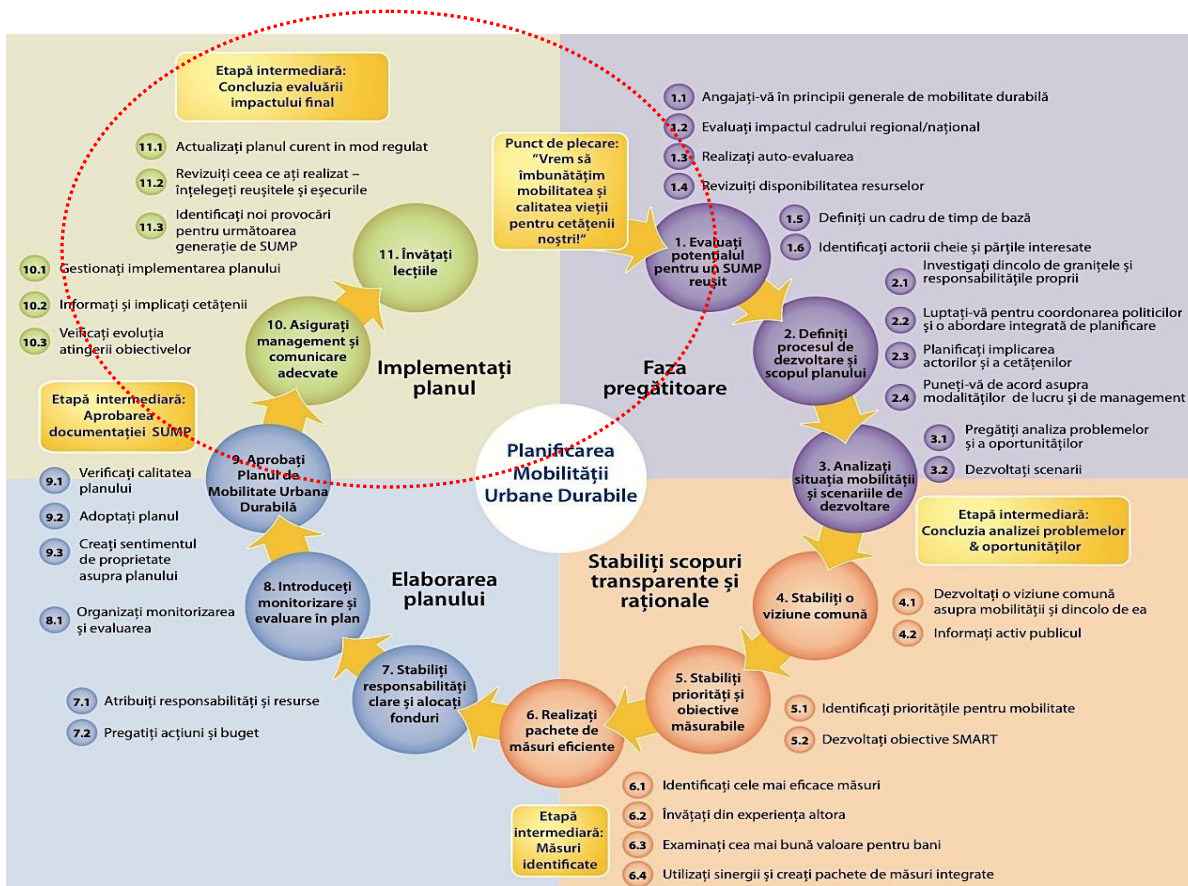 Etapă intermediară:
Concluzia evaluării
impactului final
11.1 Actualizați planul curent in mod regulat
11.2 Revizuiți ceea ce ați realizat –
înțelegeți reușitele și eșecurile
11.3 Identificați noi provocări
pentru următoarea
generație de SUMP
10.1 Gestionați implementarea planului
10.2 Informați și implicați cetățenii
10.3 Verificați evoluția
atingerii obiectivelor
11. Învățați
lecțiile
10. Asigurați
management și
comunicare
adecvate
Implementați
planul
Etapă intermediară:
Aprobarea
documentației SUMP
Punct de plecare:
"Vrem să
îmbunătățim
mobilitatea și
calitatea vieții
pentru cetățenii
noștri!"
1.1 Angajați-vă în principii generale de mobilitate durabilă
1.2 Evaluați impactul cadrului regional/național
1.3 Realizați auto-evaluarea
1.4 Revizuiți disponibilitatea resurselor
1.5 Definiți un cadru de timp de bază
1.6 Identificați actorii cheie și părțile interesate
1. Evaluați
potențialul
pentru un SUMP
reușit
2.1 Investigați dincolo de granițele și
responsabilitățile proprii
2.2 Luptați-vă pentru coordonarea politicilor
și o abordare integrată de planificare
2.3 Planificați implicarea
actorilor și a cetățenilor
2.4 Puneți-vă de acord asupra
modalităților de lucru și de management
2. Definiți
procesul de
dezvoltare și
scopul planului
Faza
pregătitoare
3.1 Pregătiți analiza problemelor
și a oportunităților
3.2 Dezvoltați scenarii
3. Analizați
situația mobilității
și scenariile de
dezvoltare
Planificarea
Mobilității
Urbane Durabile
Etapă intermediară:
Concluzia analizei problemelor
& oportunităților
Stabiliți scopuri
transparente și
raționale
4. Stabiliți o
viziune comună
4.1 Dezvoltați o viziune comună
asupra mobilității și dincolo de ea
4.2 Informați activ publicul
5. Stabiliți
priorități și
obiective
măsurabile
5.1 Identificați prioritățile pentru mobilitate
5.2 Dezvoltați obiective SMART
6. Realizați
pachete de
măsuri eficiente
6.1 Identificați cele mai eficace măsuri
6.2 Învățați din experiența altora
6.3 Examinați cea mai bună valoare pentru bani
6.4 Utilizați sinergii și creați pachete de măsuri integrate
Etapă
intermediară:
Măsuri
identificate
9. Aprobați
Planul de
Mobilitate Urbana
Durabilă
9.1 Verificați calitatea
planului
9.2 Adoptați planul
9.3 Creați sentimentul
de proprietate
asupra planului
Elaborarea
planului
8. Introduceți
monitorizare și
evaluare în plan
8.1 Organizați monitorizarea
și evaluarea
7. Stabiliți
responsabilități
clare și alocați
fonduri
7.1 Atribuiți responsabilități și resurse
7.2 Pregatiți acțiuni și buget